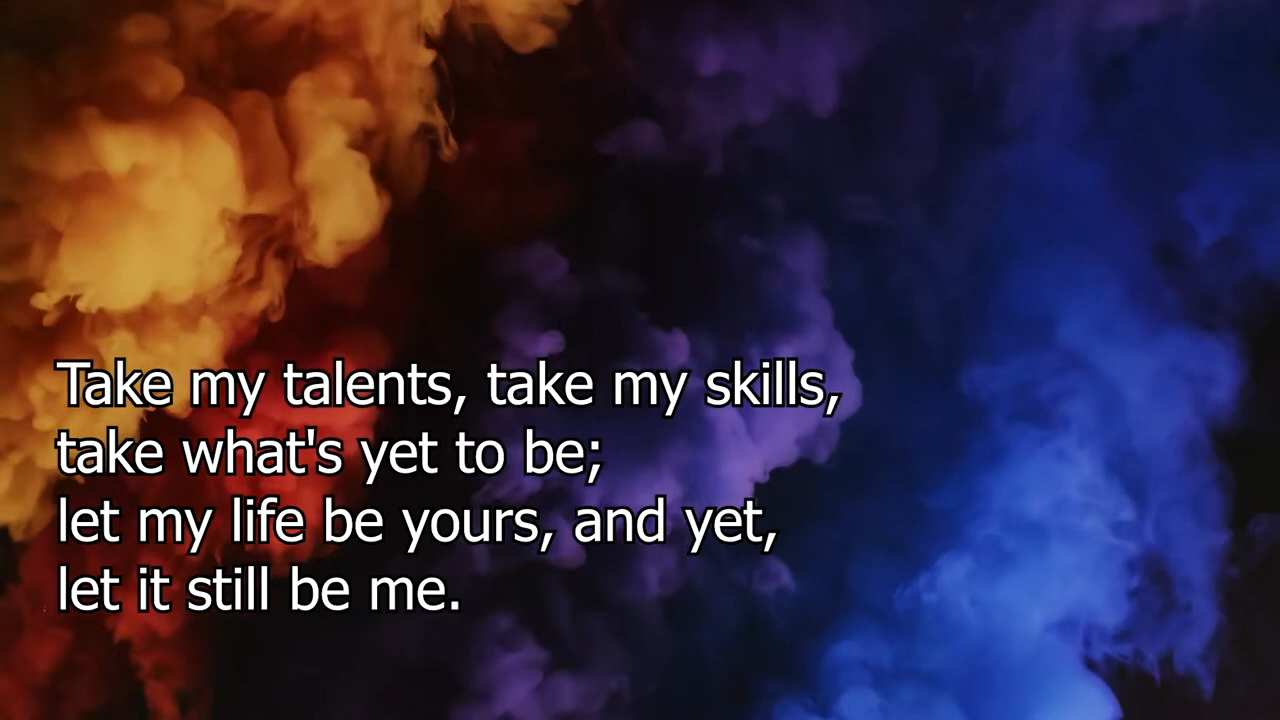 Take my talents, take my skills,
take what's yet to be;
let my life be yours, and yet,
let it still be me.